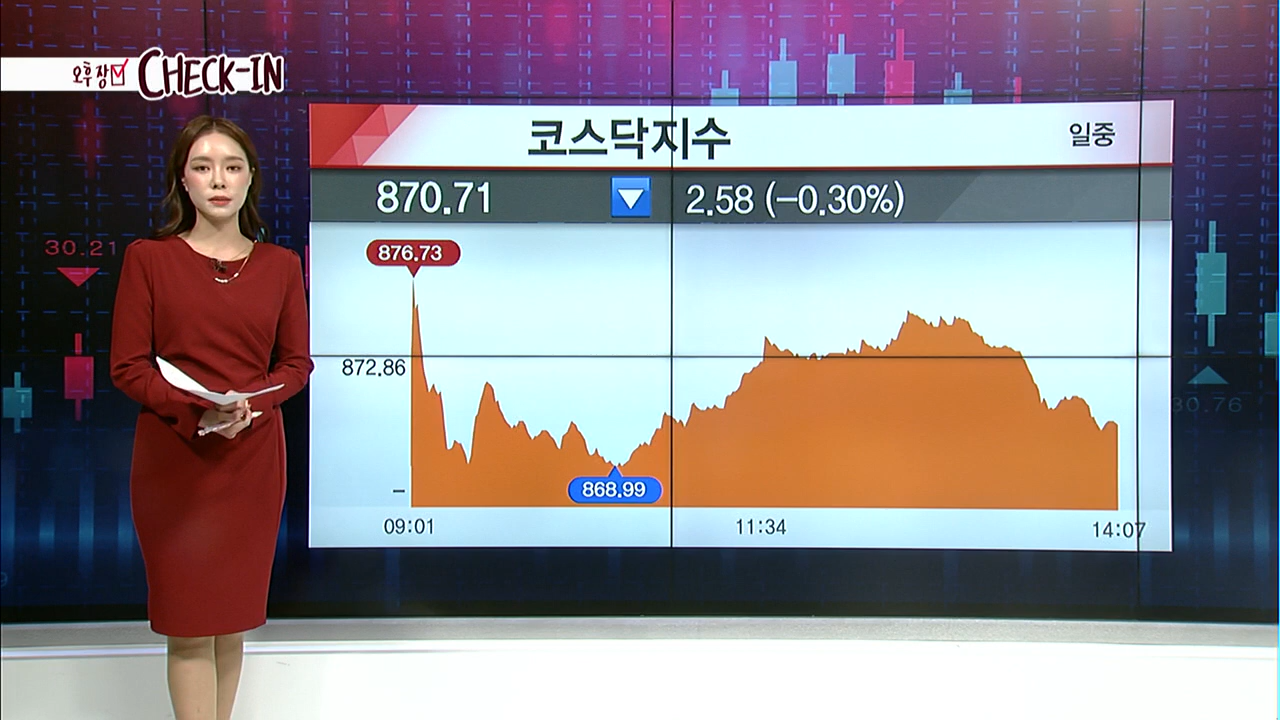 오후장 CHECK-IN
코스닥지수
일중
870.71 ▼ 2.58 (-0.30%)
30.21
876.73
872.86
30.76
868.99
-
09:01 11:34 14:07